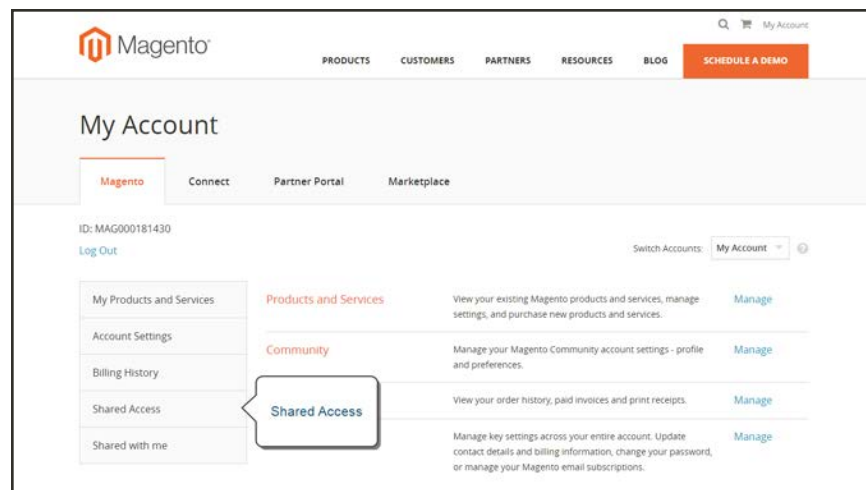 My Account
Magento
PRODUCTS CUSTOMERS PARTNERS RESOURCES BLOG SCHEDULE A DEMO
My Account
Magento Connect Partner Portal Marketplace
ID: MAG000181430
Log Out
Switch Accounts: My Account ?
My Products and Services
Account Settings
Billing History
Shared Access
Shared with me
Products and Services
View your existing Magento products and services, manage
settings, and purchase new products and services.
Manage
Community
Manage your Magento Community account settings - profile
and preferences.
Manage
Shared Access
View your order history, paid invoices and print receipts.
Manage
Manage key settings across your entire account. Update
contact details and billing information, change your password,
or manage your Magento email subscriptions.
Manage